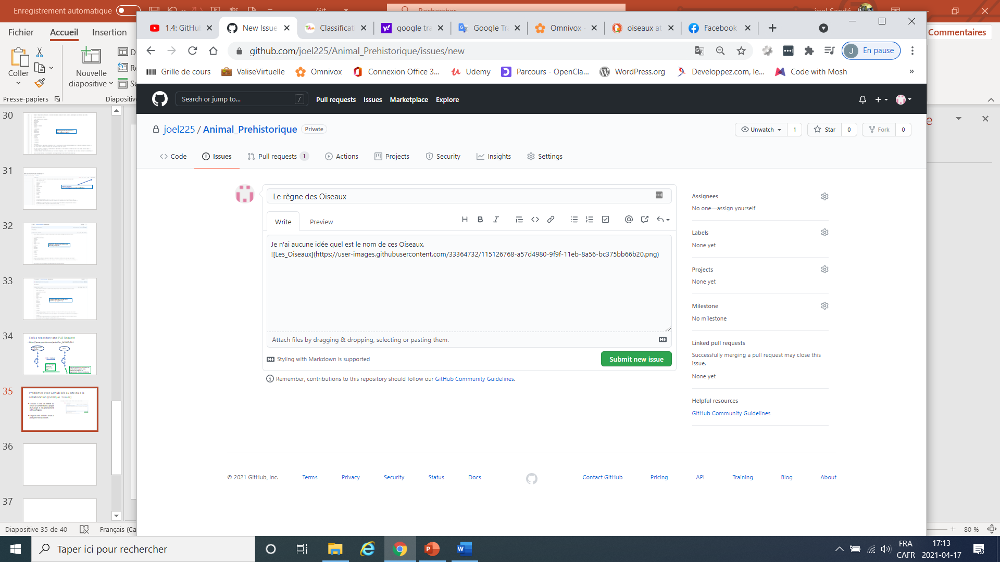 Enregistrement automatique
Git
Rechercher
joel Sandé
Fichier
Accueil
Insertion
Commentaires
Coller
Nouvelle
diapositive
Presse-papiers
Diapositive
30
31
32
33
34
Fork a repository and Pull Request
35
Problèmes avec Github liés au site dû à la
collaboration (rubrique : Issues)
36
37
Diapositive 35 de 40
Français (Ca
80 %
1.4: GitHub
New Issue
Classificati
google tra
Google Tra
Omnivox -
oiseaux at
Facebook
github.com/joel225/Animal_Prehistorique/issues/new
J En pause
Grille de cours
ValiseVirtuelle
Omnivox
Connexion Office 3...
Udemy
Parcours - OpenCla...
WordPress.org
Developpez.com, le...
Code with Mosh
»
Search or jump to...
/
Pull requests
Issues
Marketplace
Explore
joel225 / Animal_Prehistorique Private
Unwatch 1
Star 0
Fork 0
Code
Issues
Pull requests 1
Actions
Projects
Security
Insights
Settings
Le règne des Oiseaux
Write
Preview
Je n'ai aucune idée quel est le nom de ces Oiseaux.
![Les_Oiseaux](https://user-images.githubusercontent.com/33364732/115126768-a57d4980-9f9f-11eb-8a56-bc375bb66b20.png)
Attach files by dragging & dropping, selecting or pasting them.
Styling with Markdown is supported
Submit new issue
Remember, contributions to this repository should follow our GitHub Community Guidelines.
Assignees
No one—assign yourself
Labels
None yet
Projects
None yet
Milestone
No milestone
Linked pull requests
Successfully merging a pull request may close this
issue.
None yet
Helpful resources
GitHub Community Guidelines
© 2021 GitHub, Inc.
Terms
Privacy
Security
Status
Docs
Contact GitHub
Pricing
API
Training
Blog
About
Taper ici pour rechercher
FRA
CAFR
17:13
2021-04-17